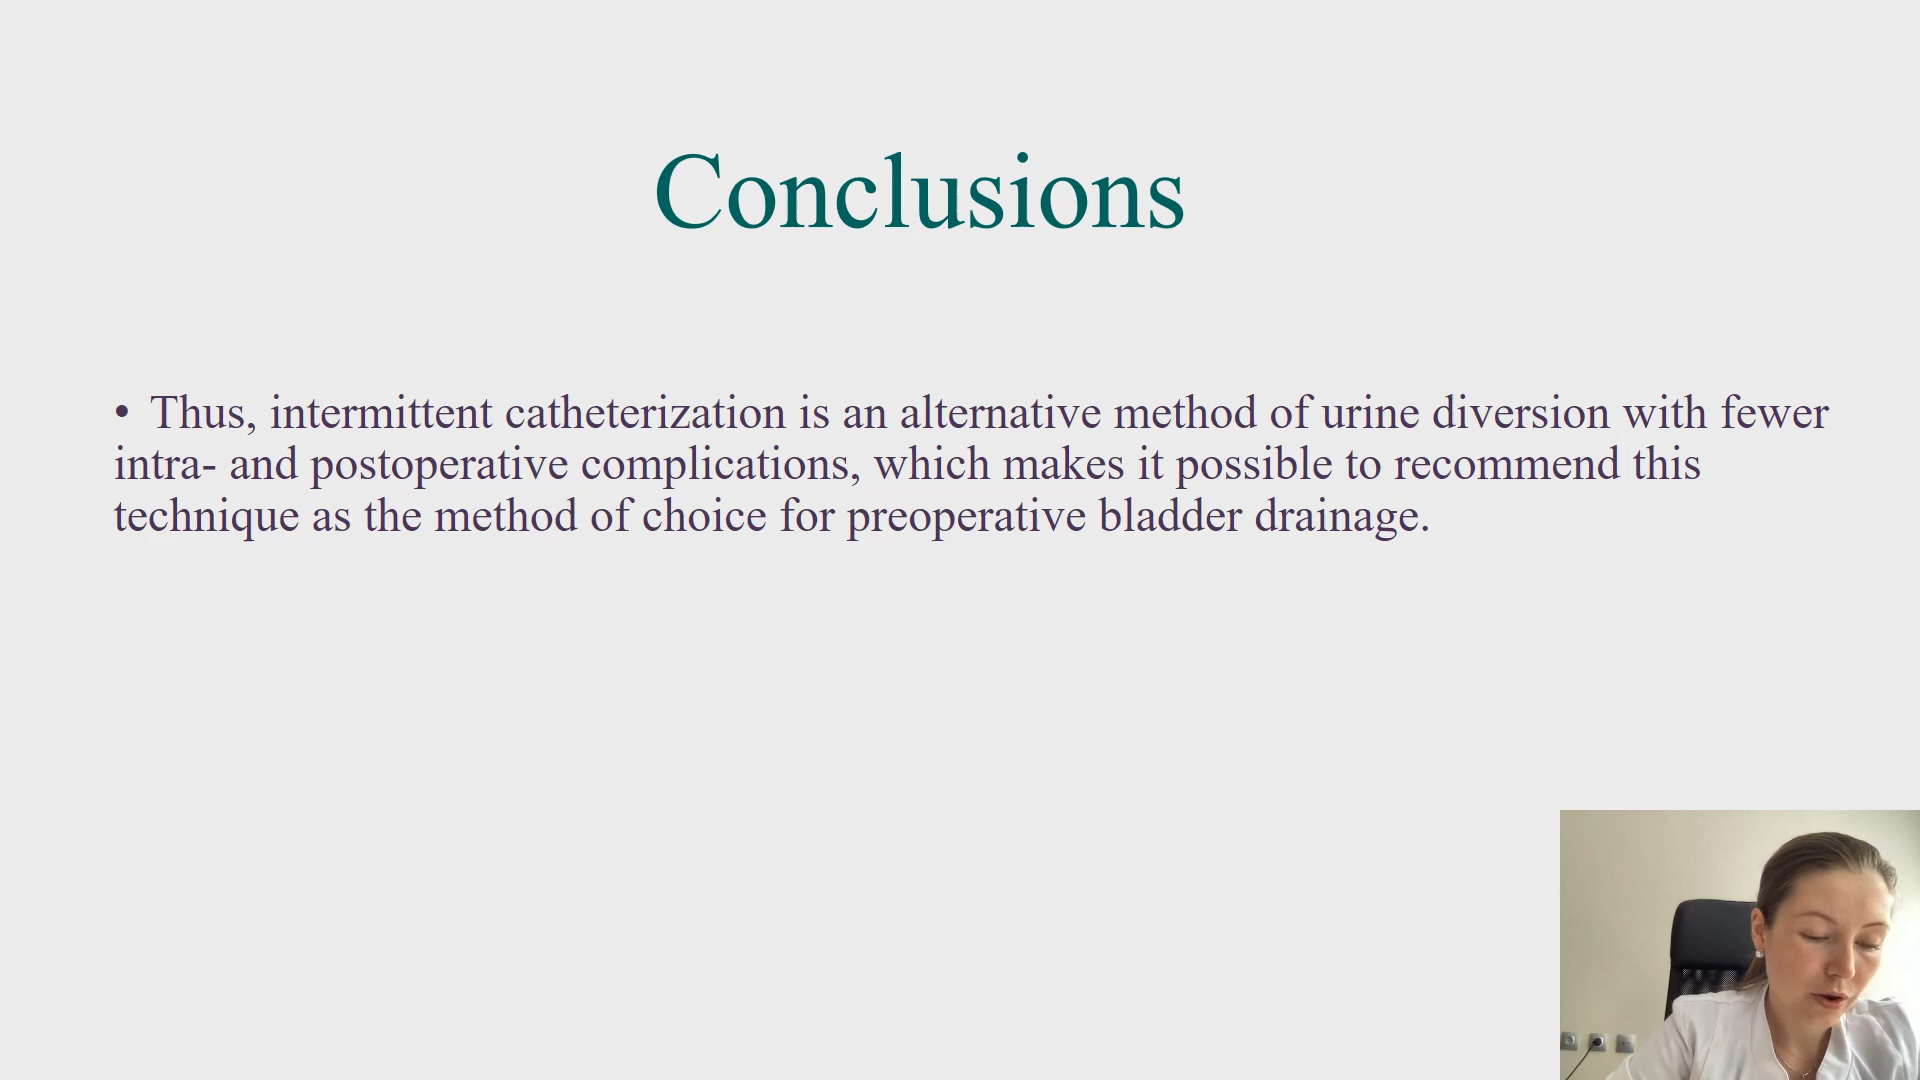 Conclusions
• Thus, intermittent catheterization is an alternative method of urine diversion with fewer
intra- and postoperative complications, which makes it possible to recommend this
technique as the method of choice for preoperative bladder drainage.